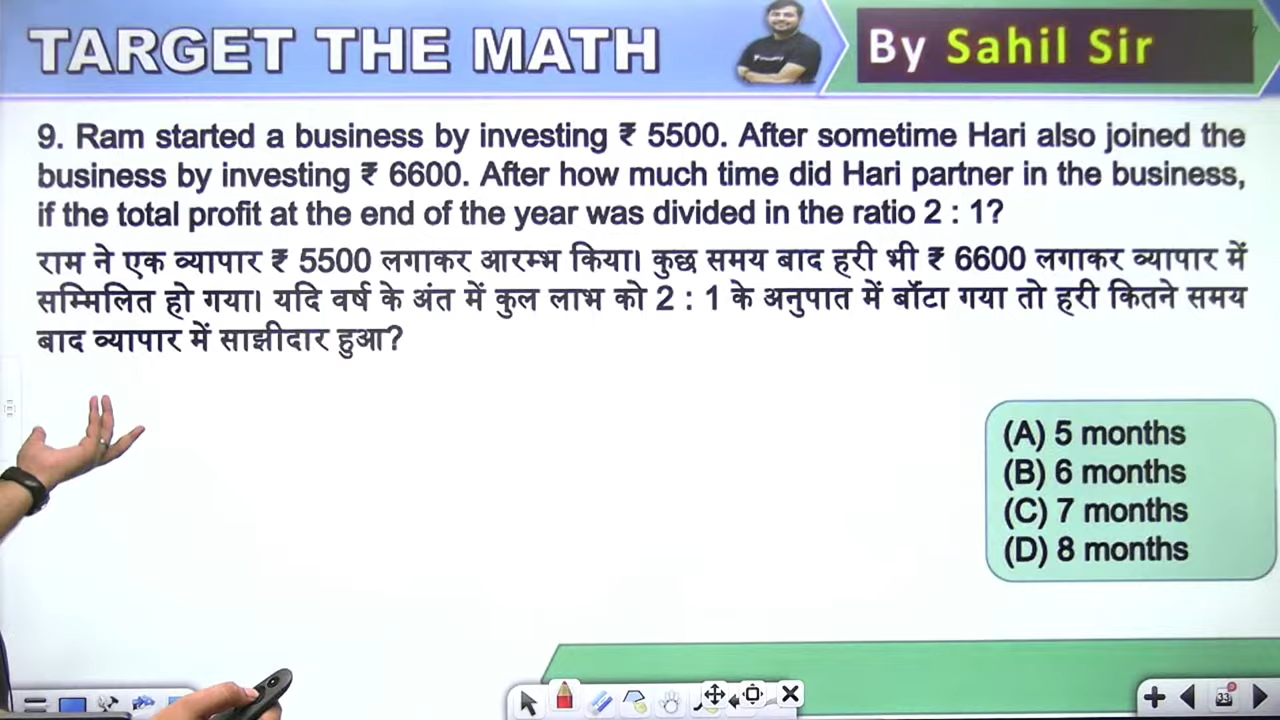 TARGET THE MATH
By Sahil Sir
9. Ram started a business by investing ₹ 5500. After sometime Hari also joined the
business by investing ₹ 6600. After how much time did Hari partner in the business,
if the total profit at the end of the year was divided in the ratio 2 : 1?
राम ने एक व्यापार ₹ 5500 लगाकर आरम्भ किया। कुछ समय बाद हरी भी ₹ 6600 लगाकर व्यापार में
सम्मिलित हो गया। यदि वर्ष के अंत में कुल लाभ को 2 : 1 के अनुपात में बॉंटा गया तो हरी कितने समय
बाद व्यापार में साझीदार हुआ?
(A) 5 months
(B) 6 months
(C) 7 months
(D) 8 months
33